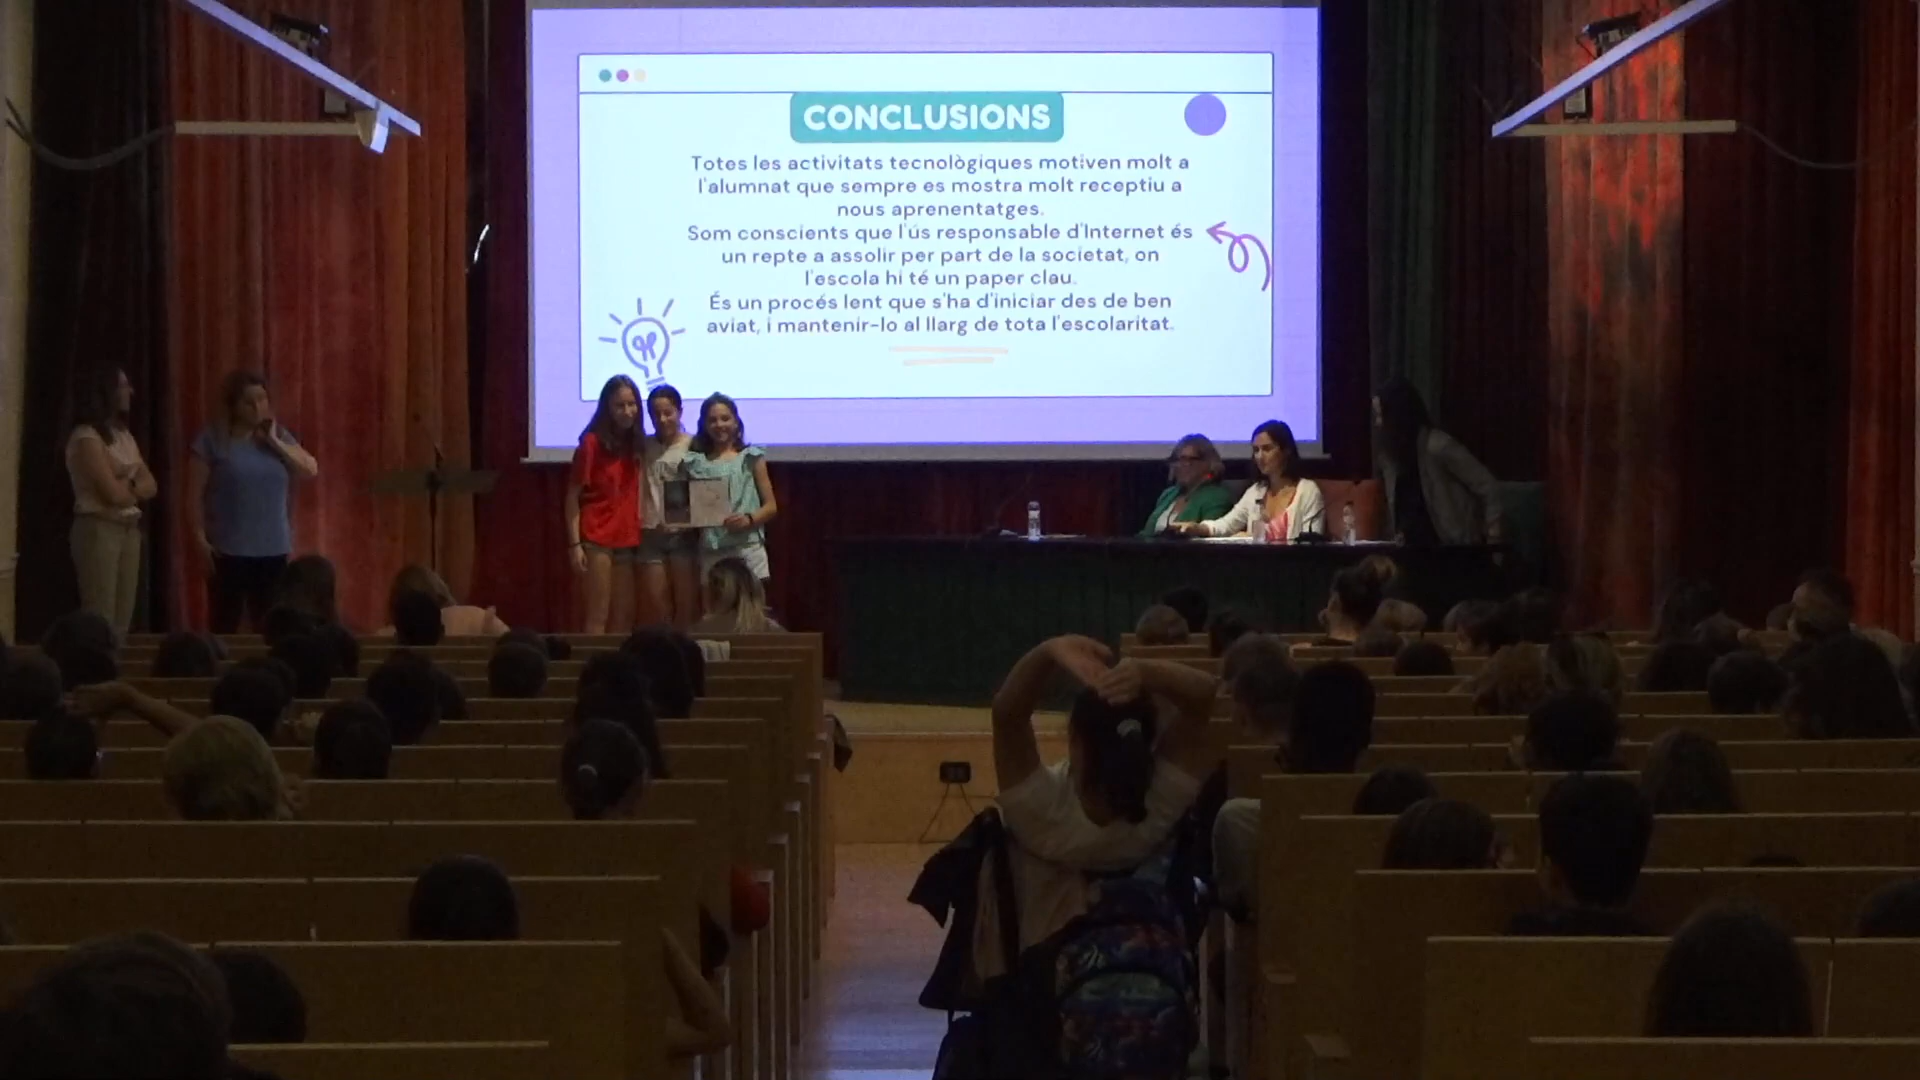 CONCLUSIONS
Totes les activitats tecnològiques motiven molt a
l'alumnat que sempre es mostra molt receptiu a
nous aprenentatges.
Som conscients que l'ús responsable d'Internet és
un repte a assolir per part de la societat, on
l'escola hi té un paper clau.
És un procés lent que s'ha d'iniciar des de ben
aviat, i mantenir-lo al llarg de tota l'escolaritat.